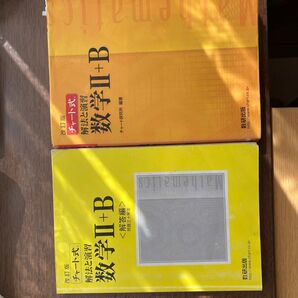 改訂版
チャート式
解法と演習
数学Ⅱ+B
チャート研究所 編著
Mathematics
数研出版
改訂版
チャート式
解法と演習
数学Ⅱ+B
<解答編>
Mathematics
数研出版